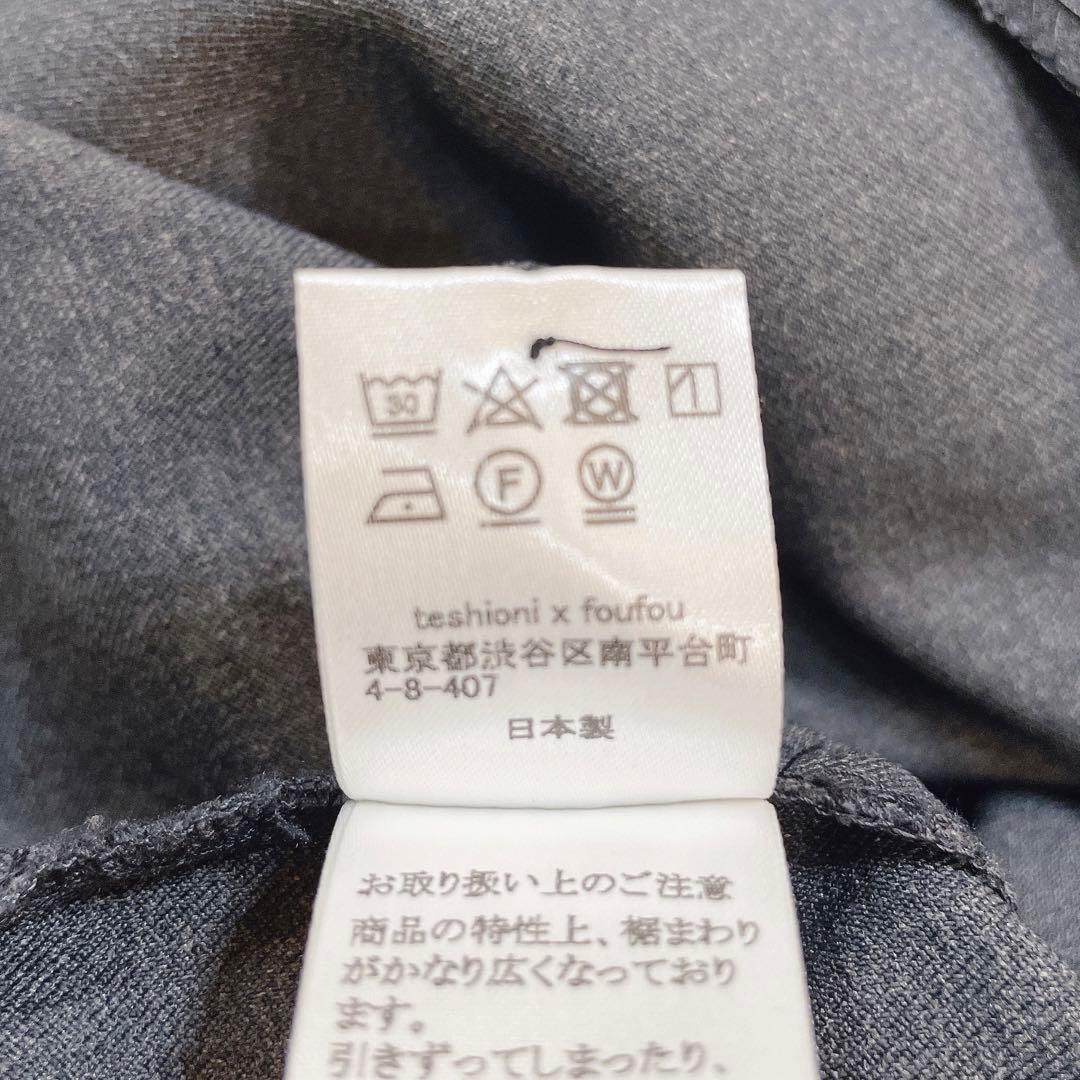 30
F W
teshioni x foufou
東京都渋谷区南平台町
4-8-407
日本製
お取り扱い上のご注意
商品の特性上、裾まわり
がかなり広くなっており
ます。
引きずってしまったり、